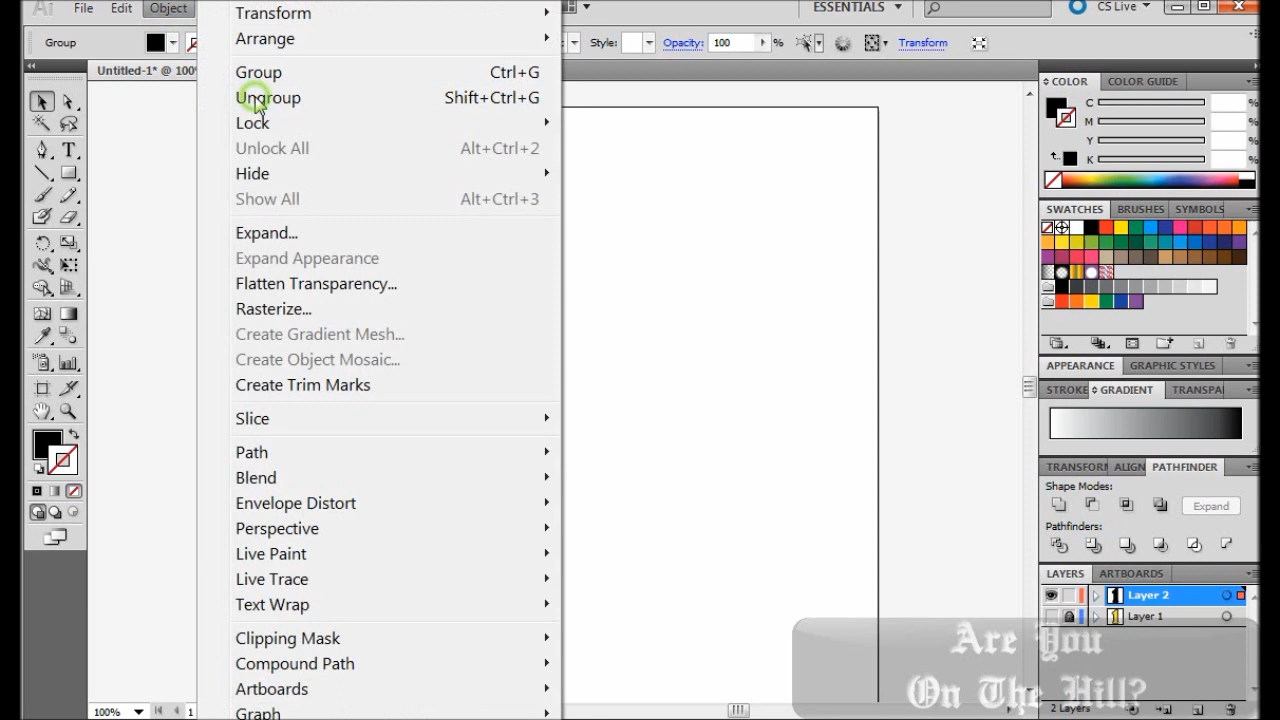 Ai File Edit Object
ESSENTIALS
CS Live
Group
Style:
Opacity: 100 %
Transform
Untitled-1* @ 100%
Transform
Arrange
Group Ctrl+G
Ungroup Shift+Ctrl+G
Lock
Unlock All Alt+Ctrl+2
Hide
Show All Alt+Ctrl+3
Expand...
Expand Appearance
Flatten Transparency...
Rasterize...
Create Gradient Mesh...
Create Object Mosaic...
Create Trim Marks
Slice
Path
Blend
Envelope Distort
Perspective
Live Paint
Live Trace
Text Wrap
Clipping Mask
Compound Path
Artboards
Graph
100%
1
COLOR COLOR GUIDE
C %
M %
Y %
K %
SWATCHES BRUSHES SYMBOLS
APPEARANCE GRAPHIC STYLES
STROKE GRADIENT TRANSPA
TRANSFORM ALIGN PATHFINDER
Shape Modes:
Expand
Pathfinders:
LAYERS ARTBOARDS
Layer 2
Layer 1
Are You
On The Hill?
2 Layers